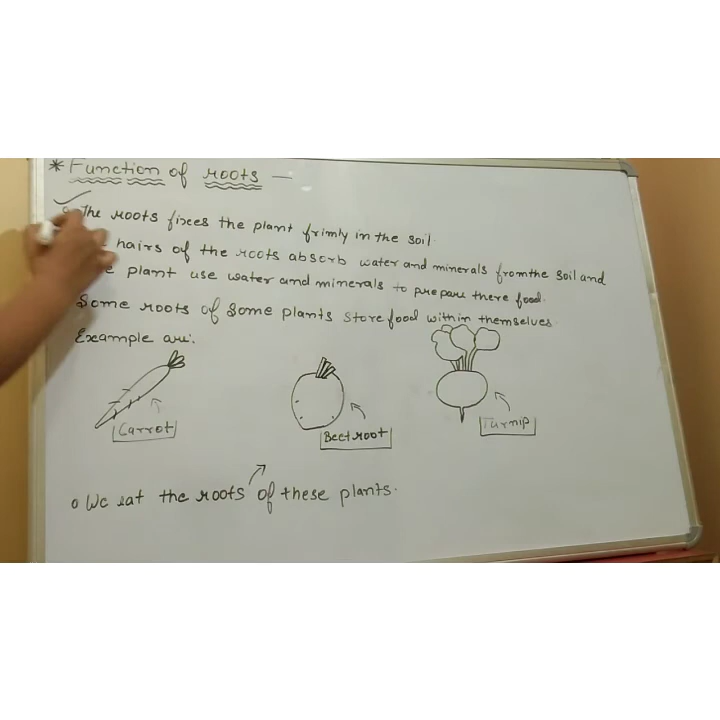 * Function of roots —
The roots fixes the plant frimly in the soil.
hairs of the roots absorb water and minerals from the soil and
plant use water and minerals to prepare there food.
Some roots of some plants store food within themselves.
Example are:
Carrot
Beet root
Turnip
o We eat the roots of these plants.